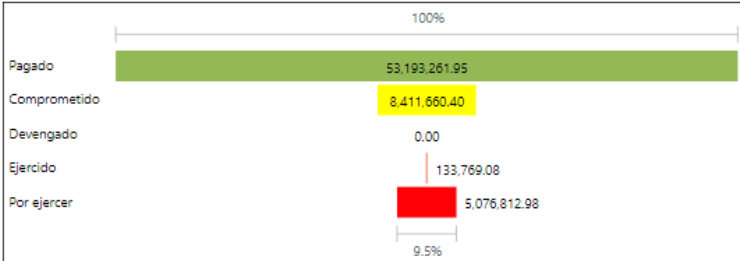 100%
Pagado 53,193,261.95
Comprometido 8,411,660.40
Devengado 0.00
Ejercido 133,769.08
Por ejercer 5,076,812.98
9.5%